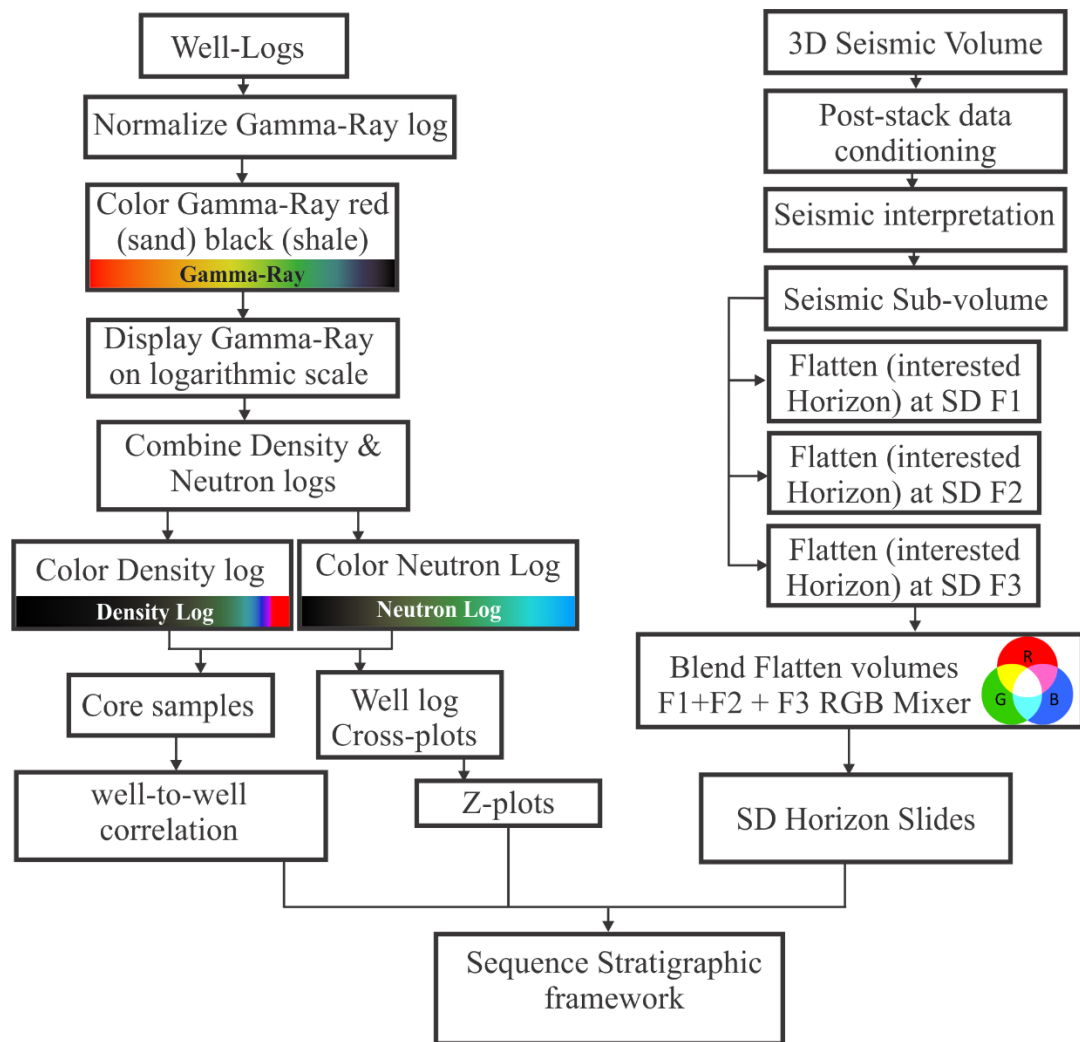 Well-Logs
Normalize Gamma-Ray log
Color Gamma-Ray red
(sand) black (shale)
Gamma-Ray
Display Gamma-Ray
on logarithmic scale
Combine Density &
Neutron logs
Color Density log
Density Log
Color Neutron Log
Neutron Log
Core samples
Well log
Cross-plots
well-to-well
correlation
Z-plots
3D Seismic Volume
Post-stack data
conditioning
Seismic interpretation
Seismic Sub-volume
Flatten (interested
Horizon) at SD F1
Flatten (interested
Horizon) at SD F2
Flatten (interested
Horizon) at SD F3
Blend Flatten volumes
F1+F2 + F3 RGB Mixer
R
G
B
SD Horizon Slides
Sequence Stratigraphic
framework